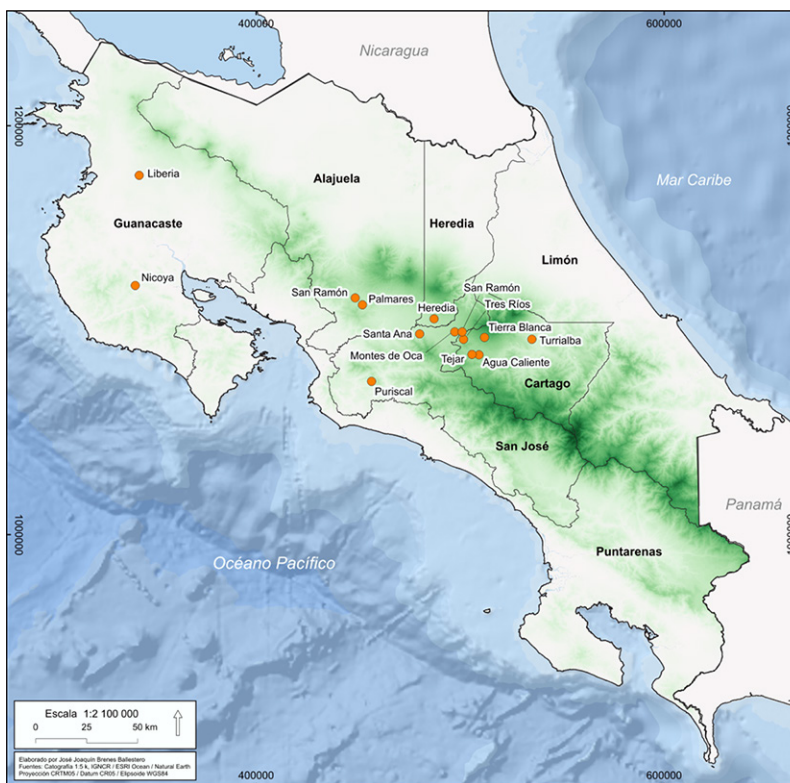 400000
600000
Nicaragua
1200000
1200000
Mar Caribe
Liberia
Alajuela
Guanacaste
Heredia
Limón
Nicoya
San Ramón
Palmares
San Ramón
Heredia
Tres Ríos
Santa Ana
Tierra Blanca
Turrialba
Montes de Oca
Tejar
Agua Caliente
Cartago
Puriscal
San José
Panamá
1000000
1000000
Puntarenas
Océano Pacífico
Escala 1:2 100 000
0 25 50 km
Elaborado por José Joaquín Brenes Ballestero
Fuentes: Catografía 1:5 k, IGNCR / ESRI Ocean / Natural Earth
Proyección CRTM05 / Datum CR05 / Elipsoide WGS84
400000
600000